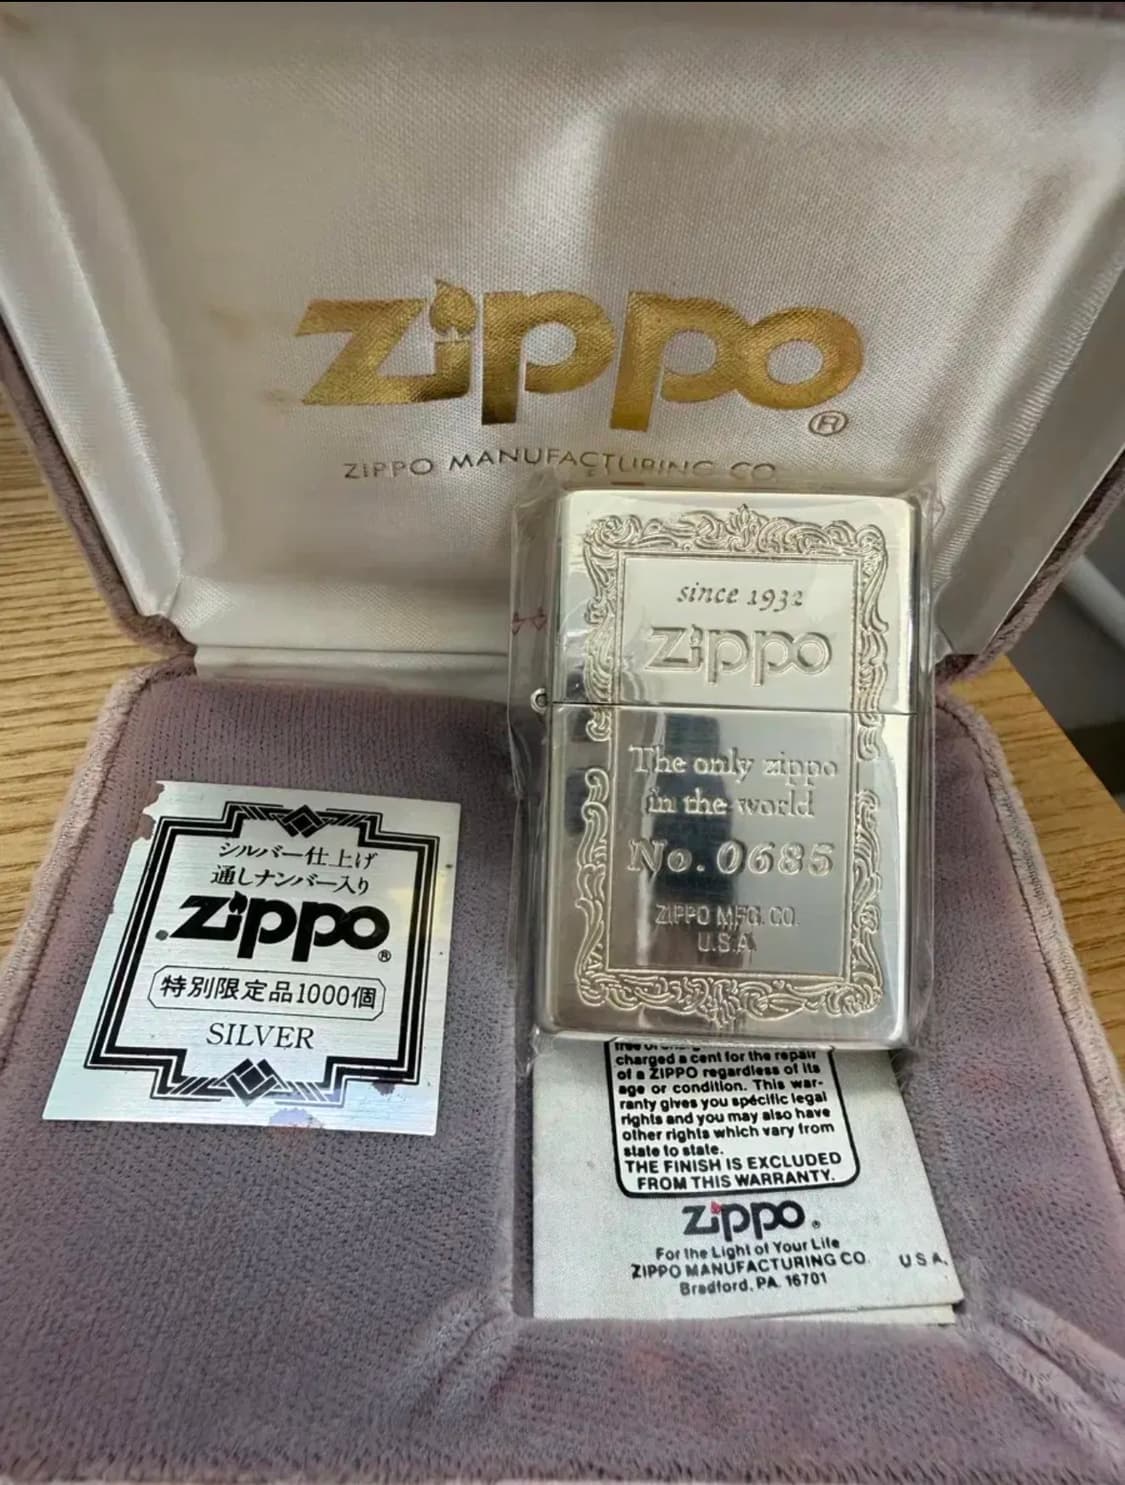 zippo
®
ZIPPO MANUFACTURING CO.
since 1932
zippo
The only zippo
in the world
No. 0685
ZIPPO MFG. CO.
U.S.A.
シルバー仕上げ
通しナンバー入り
zippo®
特別限定品1000個
SILVER
charged a cent for the repair
of a ZIPPO regardless of its
age or condition. This war-
ranty gives you specific legal
rights and you may also have
other rights which vary from
state to state.
THE FINISH IS EXCLUDED
FROM THIS WARRANTY.
zippo®
For the Light of Your Life
ZIPPO MANUFACTURING CO.
Bradford, PA. 16701
U S A.